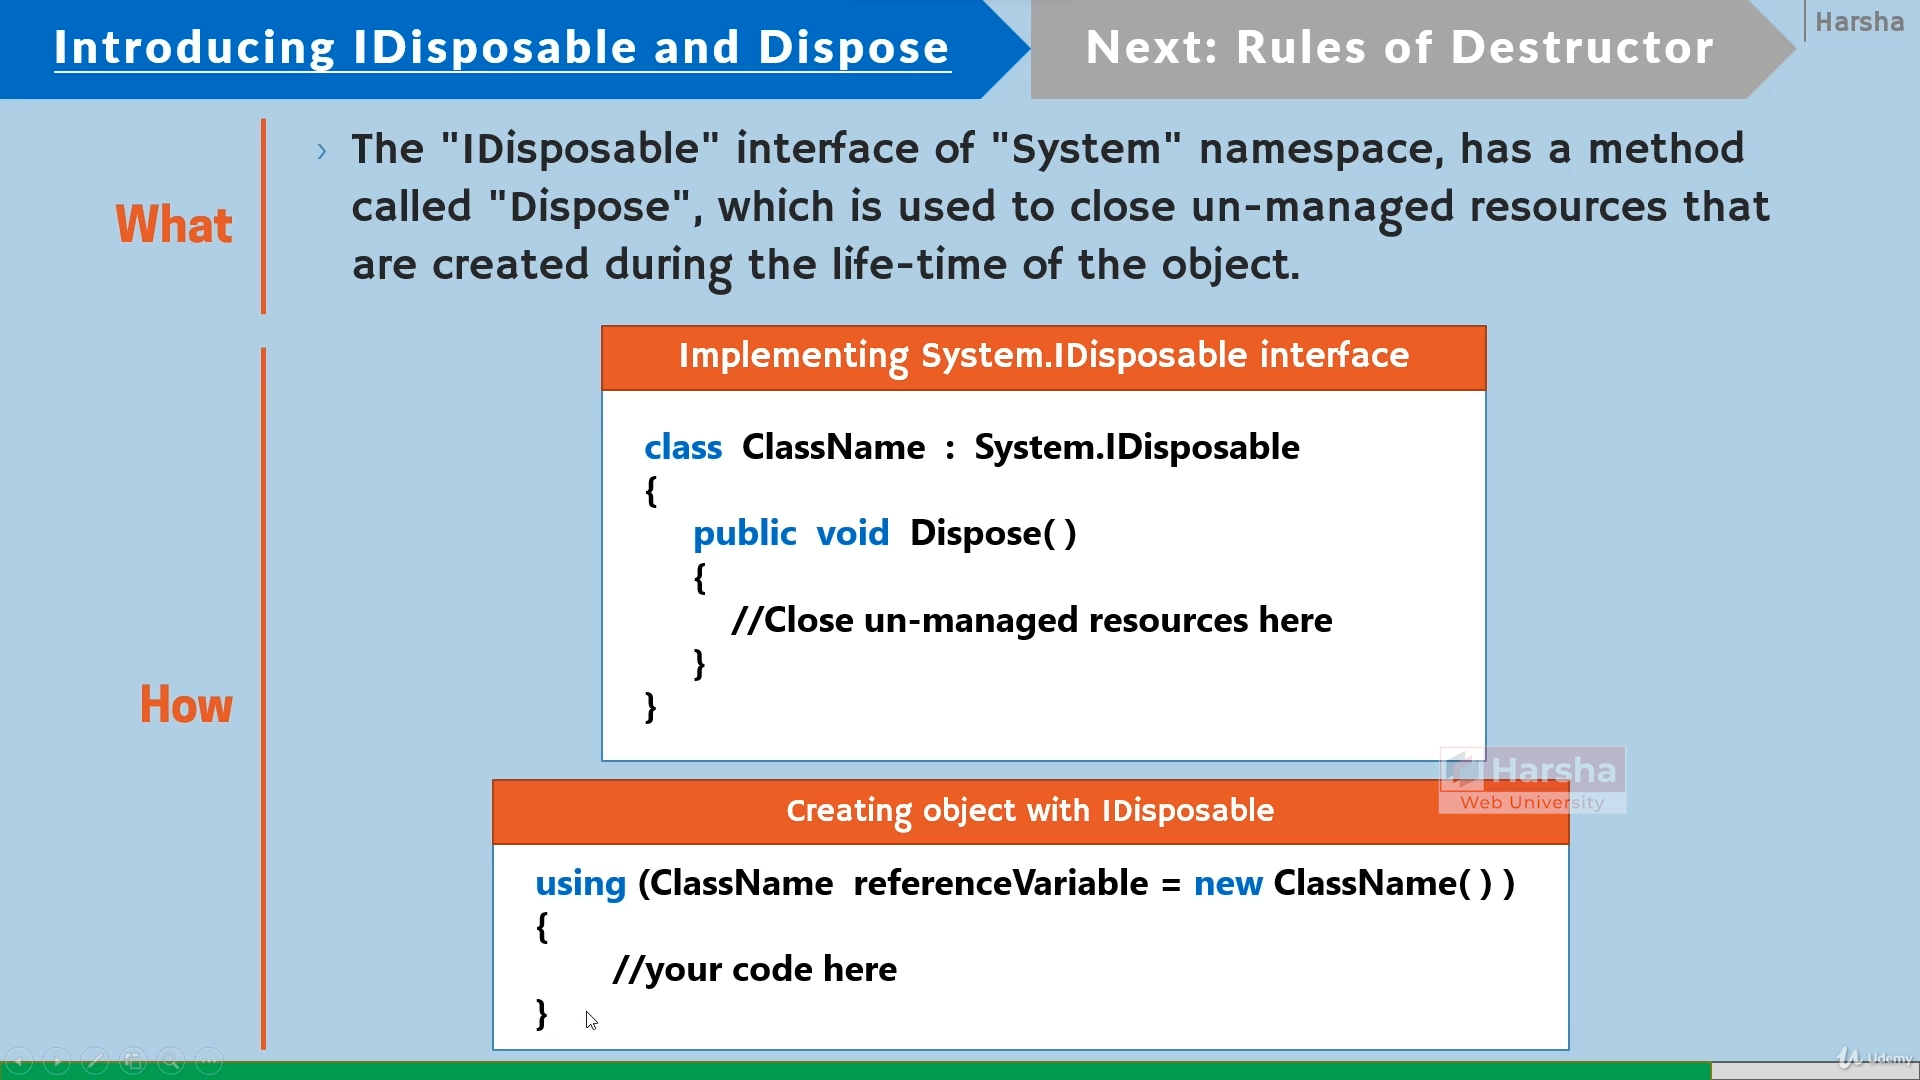 Introducing IDisposable and Dispose
Next: Rules of Destructor
Harsha
What
› The "IDisposable" interface of "System" namespace, has a method
called "Dispose", which is used to close un-managed resources that
are created during the life-time of the object.
How
Implementing System.IDisposable interface
class ClassName : System.IDisposable
{
public void Dispose( )
{
//Close un-managed resources here
}
}
Harsha
Web University
Creating object with IDisposable
using (ClassName referenceVariable = new ClassName( ) )
{
//your code here
}
Udemy